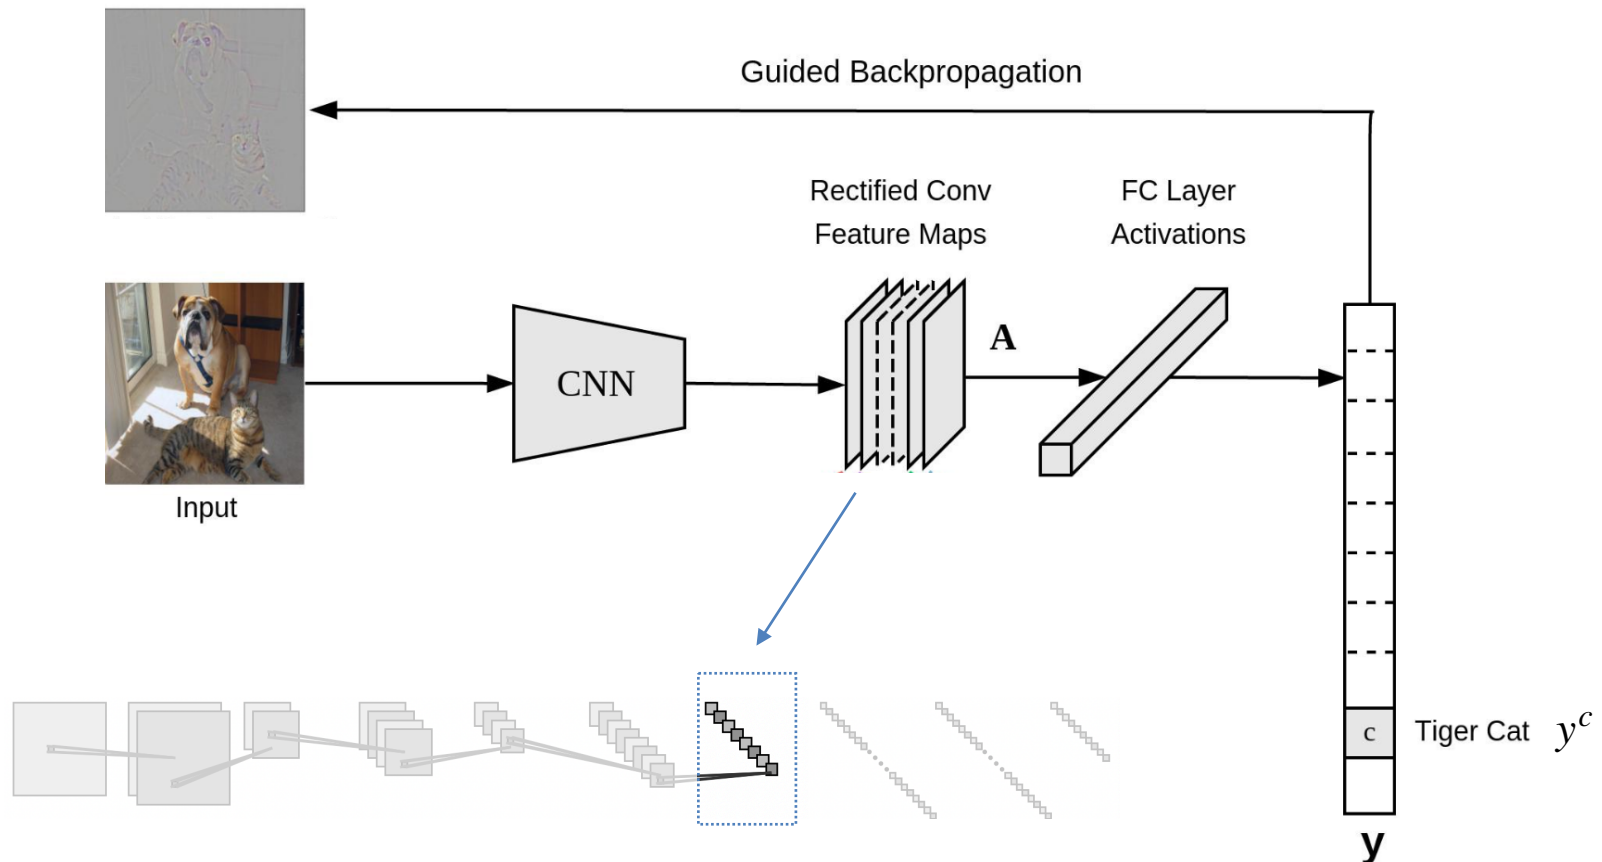 Guided Backpropagation
Rectified Conv
Feature Maps
FC Layer
Activations
CNN
A
Input
c
Tiger Cat
y^c
y